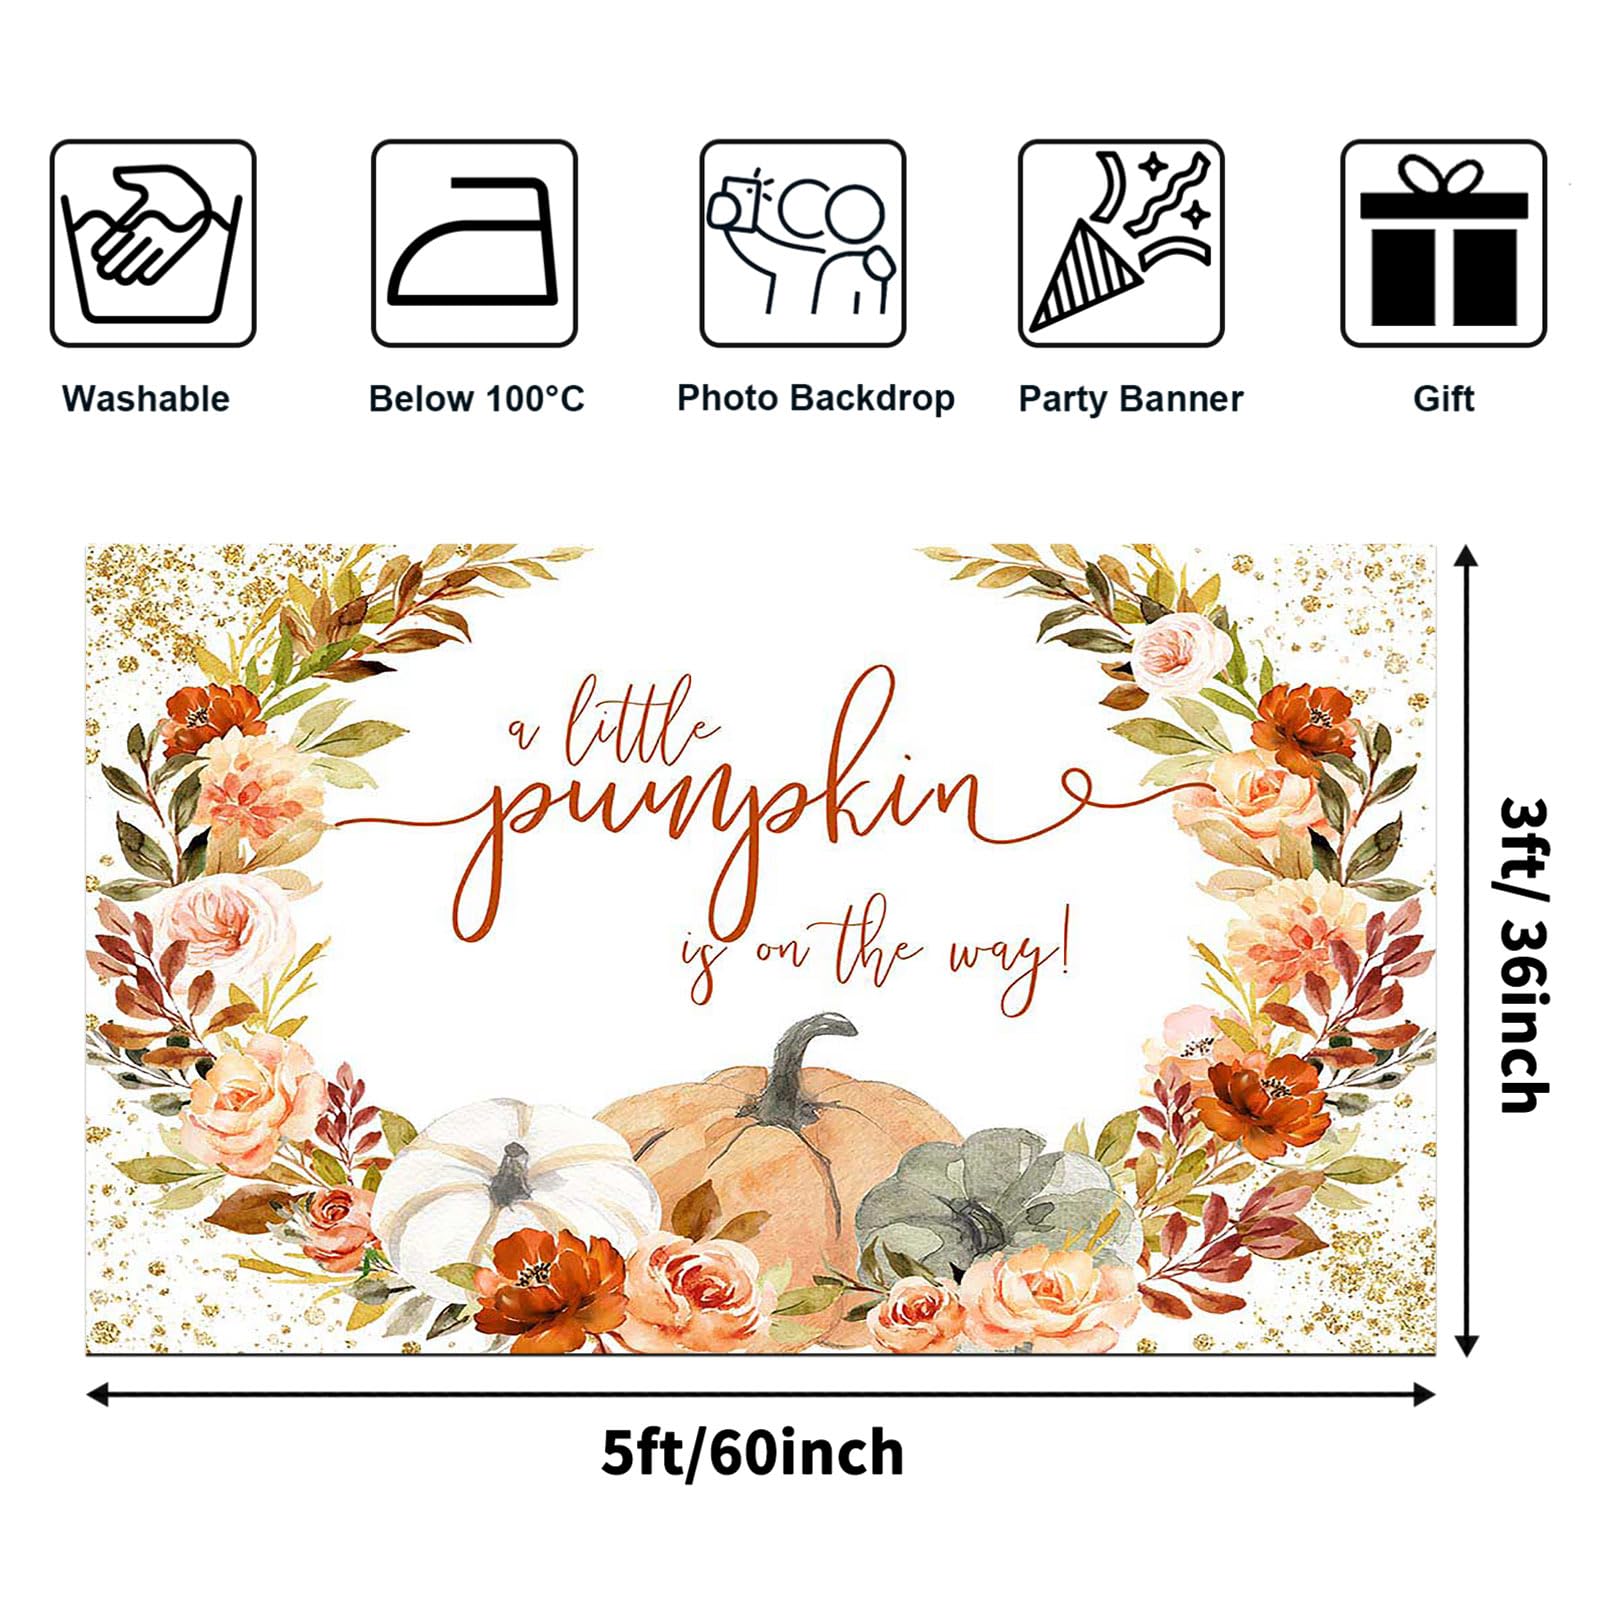 Washable
Below 100°C
Photo Backdrop
Party Banner
Gift
a little
pumpkin
is on the way!
3ft/ 36inch
5ft/60inch